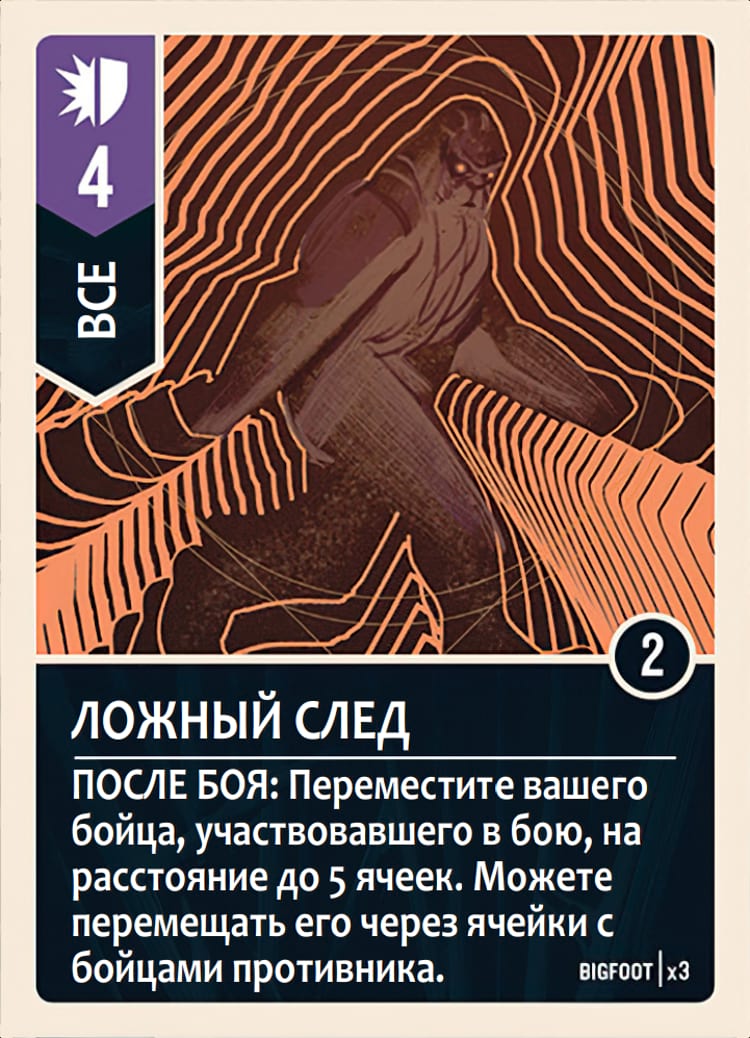 4
ВСЕ
2
ЛОЖНЫЙ СЛЕД
ПОСЛЕ БОЯ: Переместите вашего
бойца, участвовавшего в бою, на
расстояние до 5 ячеек. Можете
перемещать его через ячейки с
бойцами противника.
BIGFOOT | x3